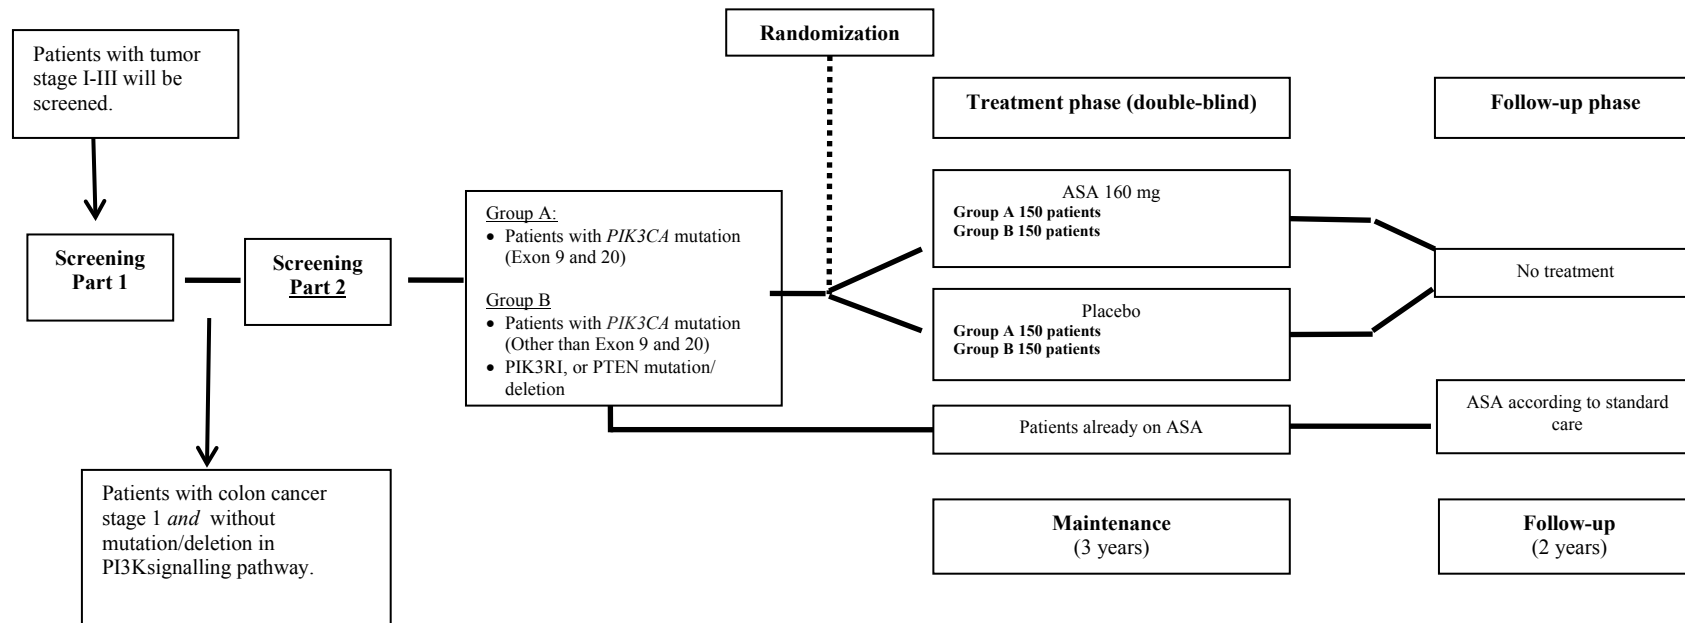 Patients with tumor
stage I-III will be
screened.
Screening
Part 1
Screening
Part 2
Patients with colon cancer
stage 1 and without
mutation/deletion in
PI3Ksignalling pathway.
Group A:
• Patients with PIK3CA mutation
(Exon 9 and 20)
Group B
• Patients with PIK3CA mutation
(Other than Exon 9 and 20)
• PIK3RI, or PTEN mutation/
deletion
Randomization
Treatment phase (double-blind)
ASA 160 mg
Group A 150 patients
Group B 150 patients
Placebo
Group A 150 patients
Group B 150 patients
Patients already on ASA
Maintenance
(3 years)
Follow-up phase
No treatment
ASA according to standard
care
Follow-up
(2 years)